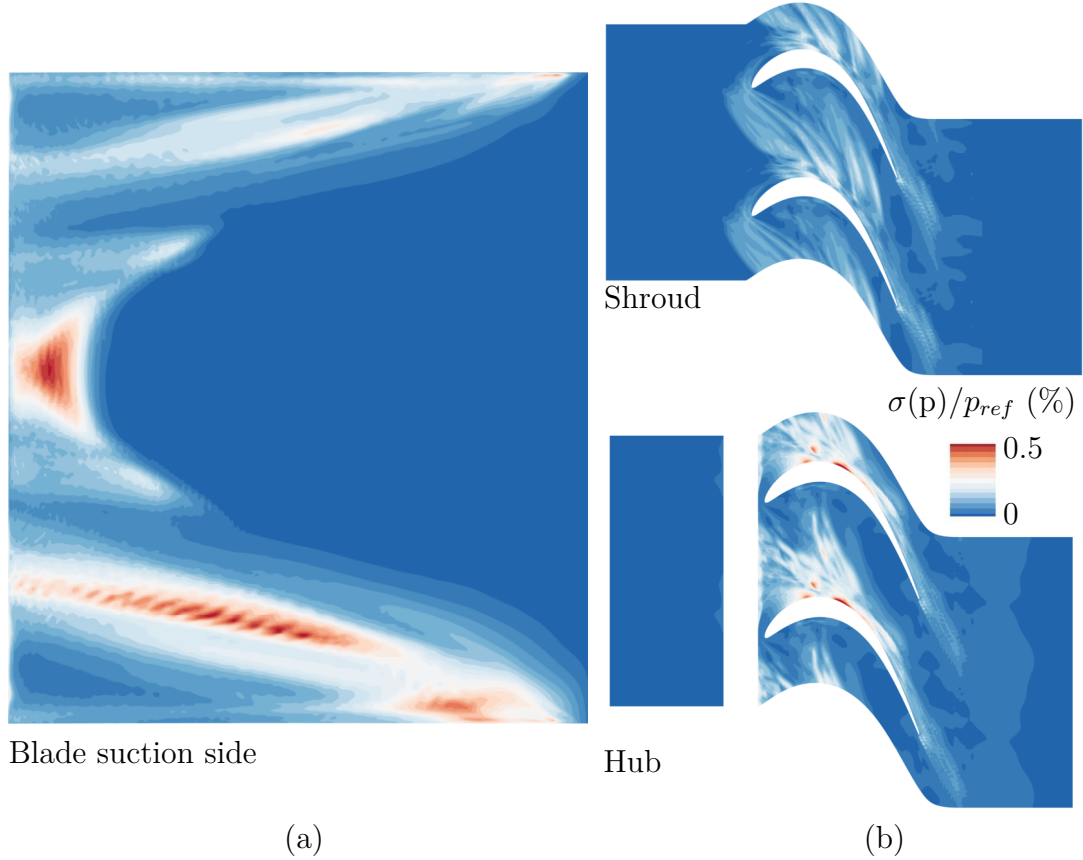 Shroud
σ(p)/p_ref (%)
0.5
0
Blade suction side
Hub
(a)
(b)